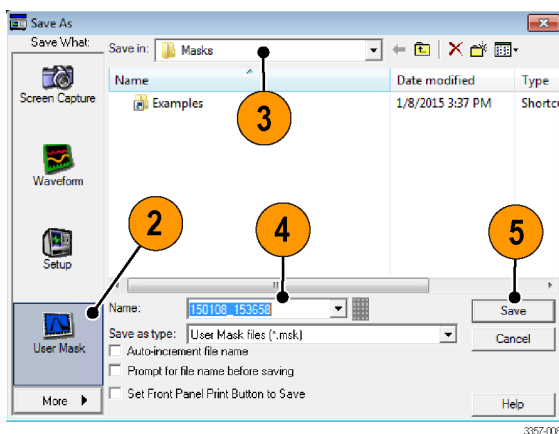 Save As
Save What:
Save in: Masks
Name Date modified Type
Examples 1/8/2015 3:37 PM Shortc
Screen Capture
Waveform
Setup
User Mask
More
2
3
4
5
Name: 150108_153658
Save as type: User Mask files (*.msk)
Auto-increment file name
Prompt for file name before saving
Set Front Panel Print Button to Save
Save
Cancel
Help
3357-008